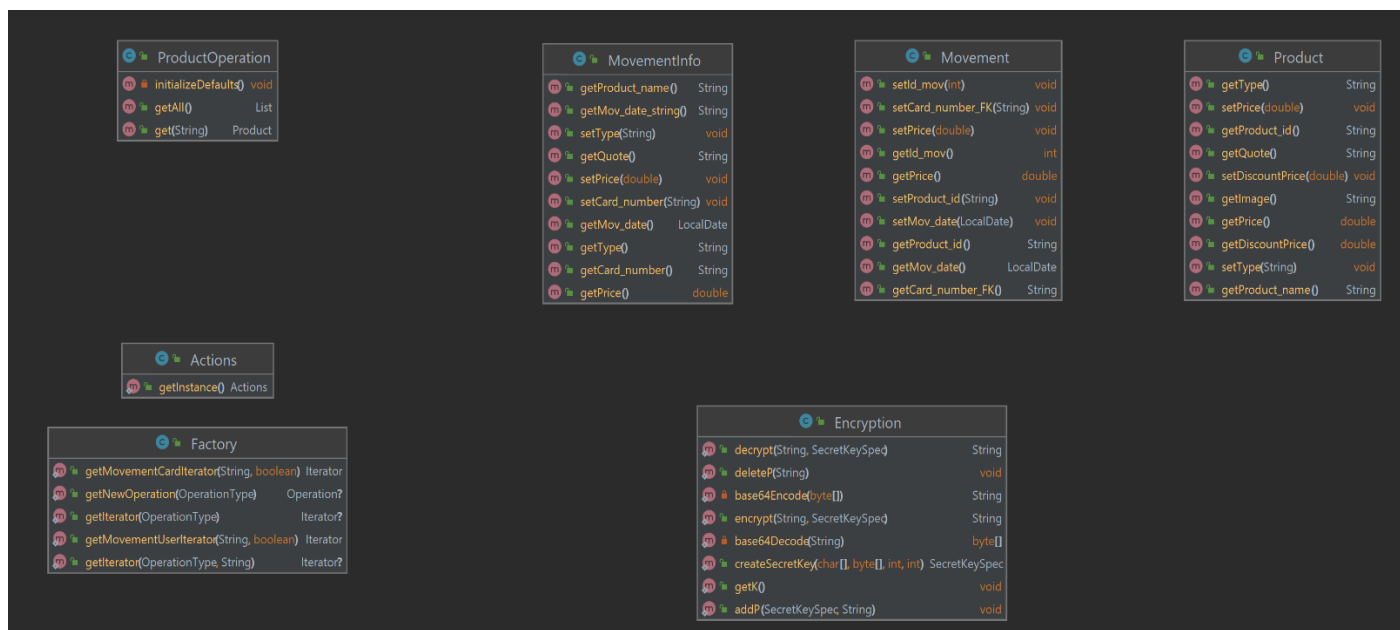 ProductOperation
initializeDefaults() void
getAll() List
get(String) Product
MovementInfo
getProduct_name() String
getMov_date_string() String
setType(String) void
getQuote() String
setPrice(double) void
setCard_number(String) void
getMov_date() LocalDate
getType() String
getCard_number() String
getPrice() double
Movement
setId_mov(int) void
setCard_number_FK(String) void
setPrice(double) void
getId_mov() int
getPrice() double
setProduct_id(String) void
setMov_date(LocalDate) void
getProduct_id() String
getMov_date() LocalDate
getCard_number_FK() String
Product
getType() String
setPrice(double) void
getProduct_id() String
getQuote() String
setDiscountPrice(double) void
getImage() String
getPrice() double
getDiscountPrice() double
setType(String) void
getProduct_name() String
Actions
getInstance() Actions
Factory
getMovementCardIterator(String, boolean) Iterator
getNewOperation(OperationType) Operation?
getIterator(OperationType) Iterator?
getMovementUserIterator(String, boolean) Iterator
getIterator(OperationType, String) Iterator?
Encryption
decrypt(String, SecretKeySpec) String
deleteP(String) void
base64Encode(byte[]) String
encrypt(String, SecretKeySpec) String
base64Decode(String) byte[]
createSecretKey(char[], byte[], int, int) SecretKeySpec
getK() void
addP(SecretKeySpec, String) void